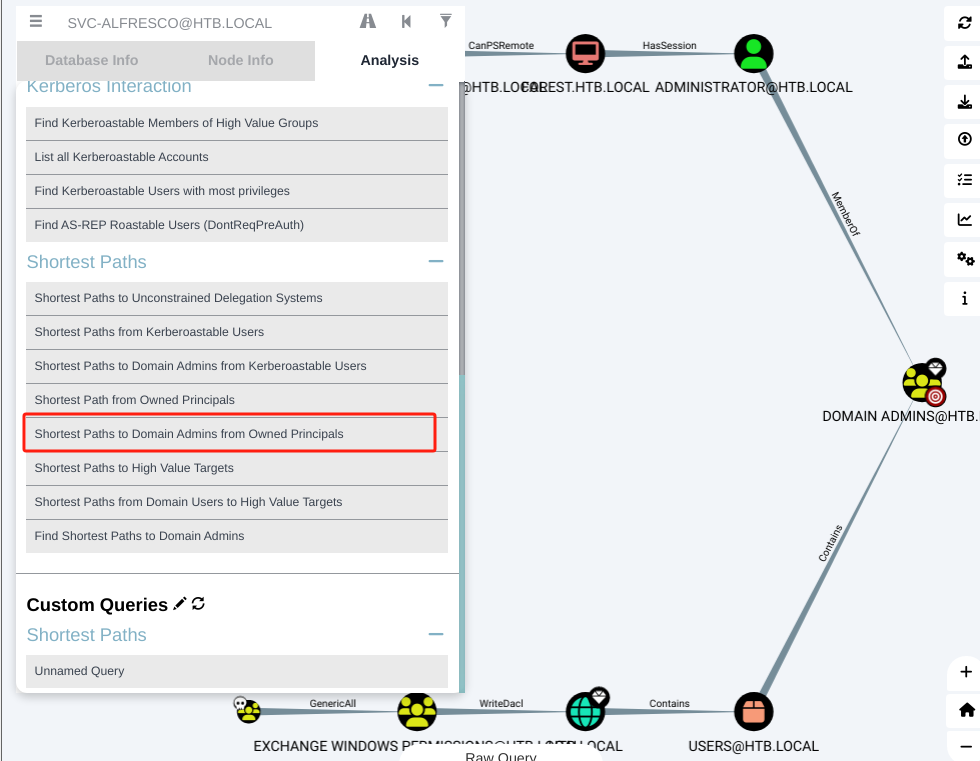 SVC-ALFRESCO@HTB.LOCAL
Database Info
Node Info
Analysis
Kerberos Interaction
Find Kerberoastable Members of High Value Groups
List all Kerberoastable Accounts
Find Kerberoastable Users with most privileges
Find AS-REP Roastable Users (DontReqPreAuth)
Shortest Paths
Shortest Paths to Unconstrained Delegation Systems
Shortest Paths from Kerberoastable Users
Shortest Paths to Domain Admins from Kerberoastable Users
Shortest Path from Owned Principals
Shortest Paths to Domain Admins from Owned Principals
Shortest Paths to High Value Targets
Shortest Paths from Domain Users to High Value Targets
Find Shortest Paths to Domain Admins
Custom Queries
Shortest Paths
Unnamed Query
CanPSRemote
HasSession
FOREST.HTB.LOCAL
ADMINISTRATOR@HTB.LOCAL
MemberOf
DOMAIN ADMINS@HTB.
Contains
GenericAll
WriteDacl
Contains
EXCHANGE WINDOWS PERMISSIONS@HTB.LOCAL
HTB.LOCAL
USERS@HTB.LOCAL
Raw Query